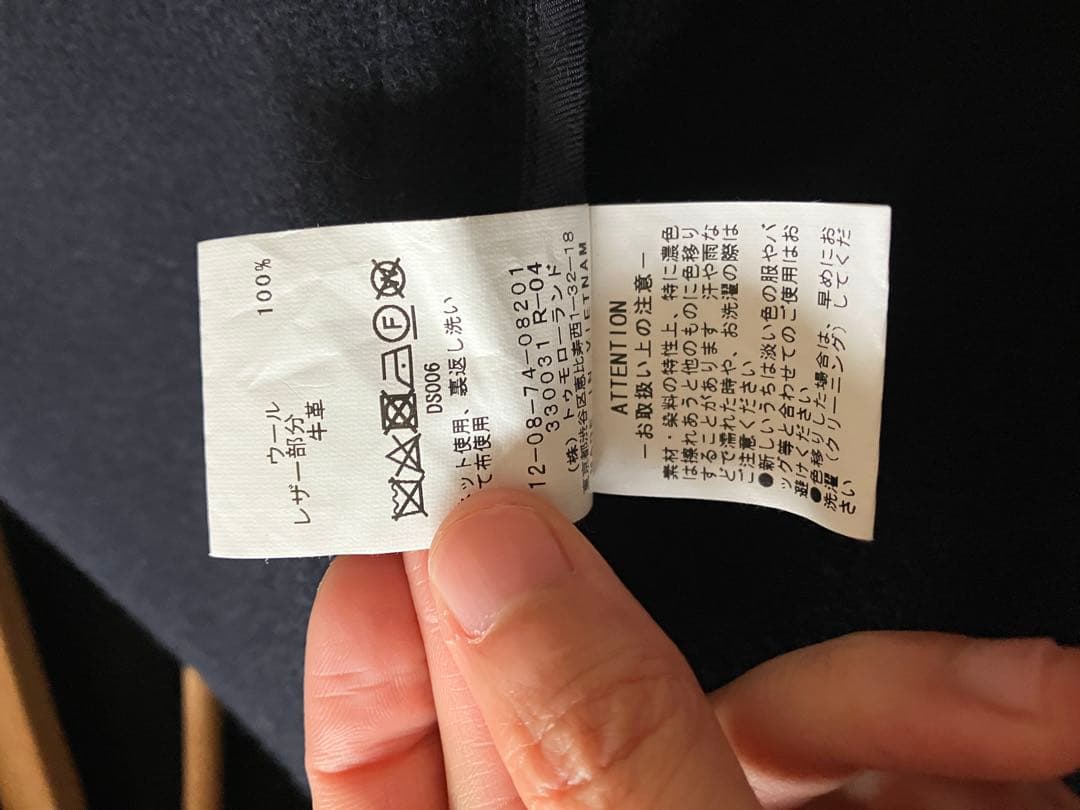 ウール 100%
レザー部分
牛革
F
DS006
ット使用、裏返し洗い
て布使用
12-08-74-08201
330031 R-04
(株) トゥモローランド
東京都渋谷区恵比寿西1-32-18
VIETNAM
ATTENTION
― お取扱い上の注意 ―
素材・染料の特性上、特に濃色
は擦れあうと他のものに色移り
することがあります。汗や雨な
どで濡れた時や、お洗濯の際は
ご注意ください
●新しいうちは淡い色の服やバ
ッグ等と合わせてのご使用はお
避けください。
●色移りした場合は、早めにお
洗濯(クリーニング)してくだ
さい